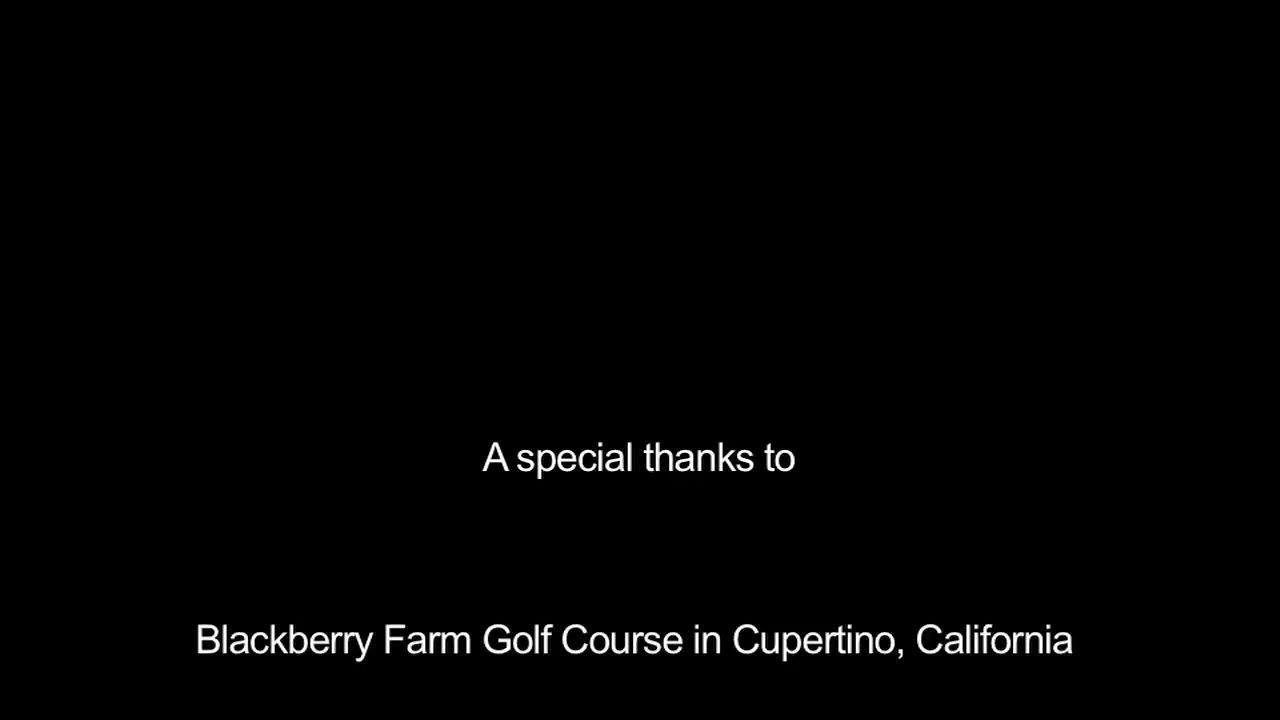 A special thanks to
Blackberry Farm Golf Course in Cupertino, California